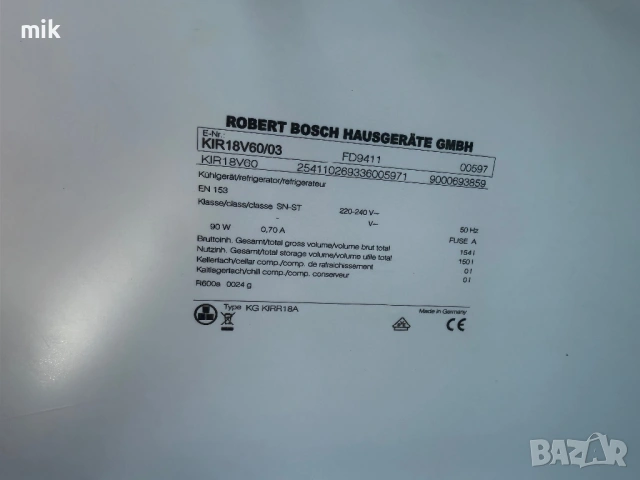 mik
ROBERT BOSCH HAUSGERÄTE GMBH
E-Nr.
KIR18V60/03 FD9411 00597
KIR18V60 254110269336005971 9000693859
Kühlgerät/refrigerator/refrigerateur
EN 153
Klasse/class/classe SN-ST 220-240 V~ 50 Hz
- V~
90 W 0,70 A FUSE A
Bruttoinh. Gesamt/total gross volume/volume brut total 154 l
Nutzinh. Gesamt/total storage volume/volume utile total 150 l
Kellerfach/cellar comp./comp. de rafraichissement 0 l
Kaltlagerfach/chill comp./comp. conserveur 0 l
R600a 0024 g
Type KG KIRR18A Made in Germany
CE
BAZAR